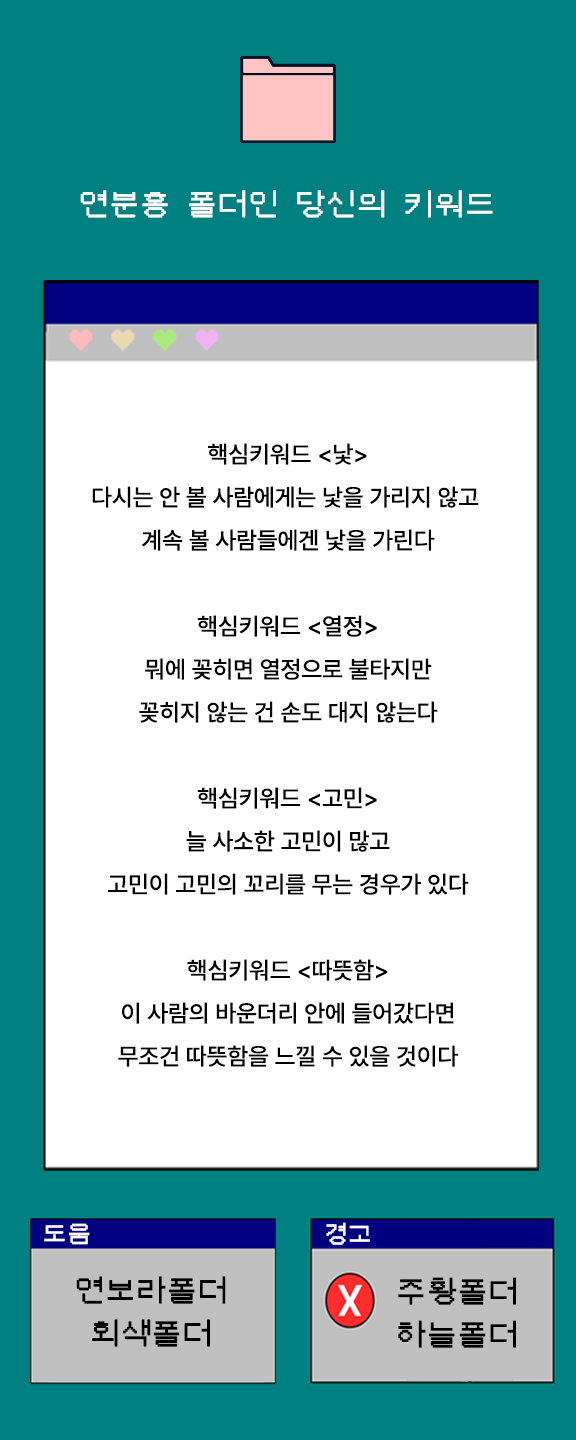 연분홍 폴더인 당신의 키워드
핵심키워드 <낯>
다시는 안 볼 사람에게는 낯을 가리지 않고
계속 볼 사람들에겐 낯을 가린다
핵심키워드 <열정>
뭐에 꽂히면 열정으로 불타지만
꽂히지 않는 건 손도 대지 않는다
핵심키워드 <고민>
늘 사소한 고민이 많고
고민이 고민의 꼬리를 무는 경우가 있다
핵심키워드 <따뜻함>
이 사람의 바운더리 안에 들어갔다면
무조건 따뜻함을 느낄 수 있을 것이다
도움
연보라폴더
회색폴더
경고
X
주황폴더
하늘폴더